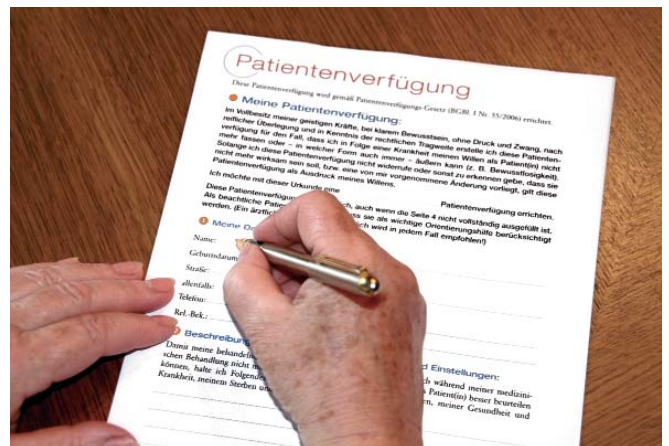 Patientenverfügung
Diese Patientenverfügung wird gemäß Patientenverfügungs-Gesetz (BGBl. I Nr. 55/2006) errichtet.
Meine Patientenverfügung:
Im Vollbesitz meiner geistigen Kräfte, bei klarem Bewusstsein, ohne Druck und Zwang, nach
reiflicher Überlegung und in Kenntnis der rechtlichen Tragweite erstelle ich diese Patienten-
verfügung für den Fall, dass ich in Folge einer Krankheit meinen Willen als Patient(in) nicht
mehr fassen oder – in welcher Form auch immer – äußern kann (z. B. Bewusstlosigkeit).
Solange ich diese Patientenverfügung nicht widerrufe oder sonst zu erkennen gebe, dass sie
nicht mehr wirksam sein soll, bzw. eine von mir vorgenommene Änderung vorliegt, gilt diese
Patientenverfügung als Ausdruck meines Willens.
Ich möchte mit dieser Urkunde eine Patientenverfügung errichten.
Diese Patientenverfügung auch, wenn die Seite 4 nicht vollständig ausgefüllt ist.
Als beachtliche dass sie als wichtige Orientierungshilfe berücksichtigt
werden. (Ein wird in jedem Fall empfohlen!)
Meine
Name:
Geburtsdatum
Straße:
allenfalls:
Telefon:
Rel.-Bek.:
Beschreibung Einstellungen:
Damit meine während meiner medizini-
schen Behandlung nicht Patient(in) besser beurteilen
können, halte ich meiner Gesundheit und
Krankheit, meinem Sterben